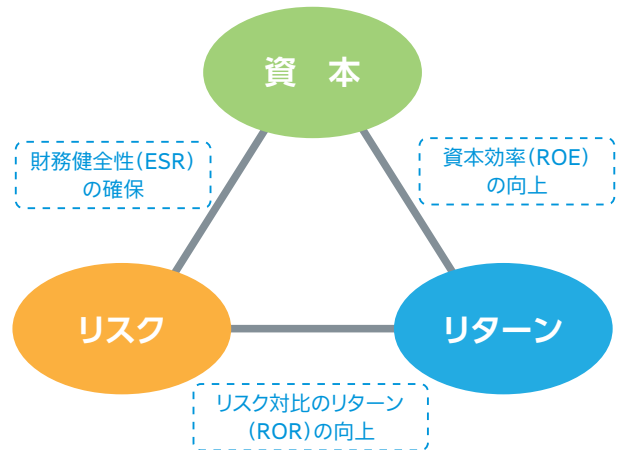 資　本
財務健全性(ESR)
の確保
資本効率(ROE)
の向上
リスク
リターン
リスク対比のリターン
(ROR)の向上